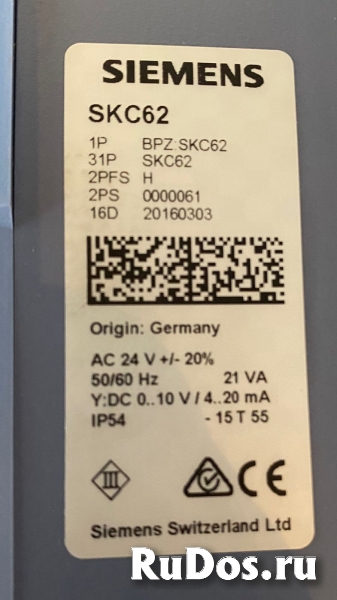 SIEMENS
SKC62
1P BPZ:SKC62
31P SKC62
2PFS H
2PS 0000061
16D 20160303
Origin: Germany
AC 24 V +/- 20%
50/60 Hz 21 VA
Y:DC 0..10 V / 4..20 mA
IP54 - 15 T 55
III CE
Siemens Switzerland Ltd
RuDos.ru